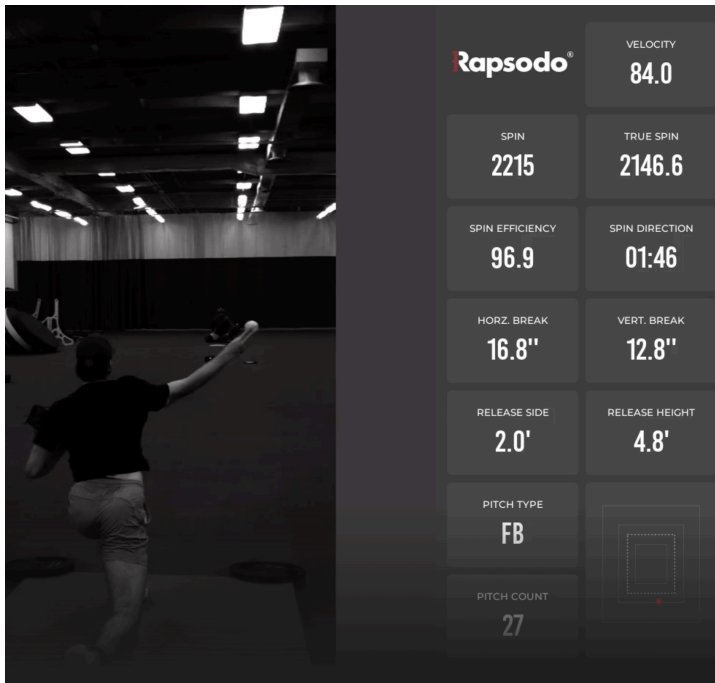 Rapsodo®
VELOCITY
84.0
SPIN
2215
TRUE SPIN
2146.6
SPIN EFFICIENCY
96.9
SPIN DIRECTION
01:46
HORZ. BREAK
16.8"
VERT. BREAK
12.8"
RELEASE SIDE
2.0'
RELEASE HEIGHT
4.8'
PITCH TYPE
FB
PITCH COUNT
27